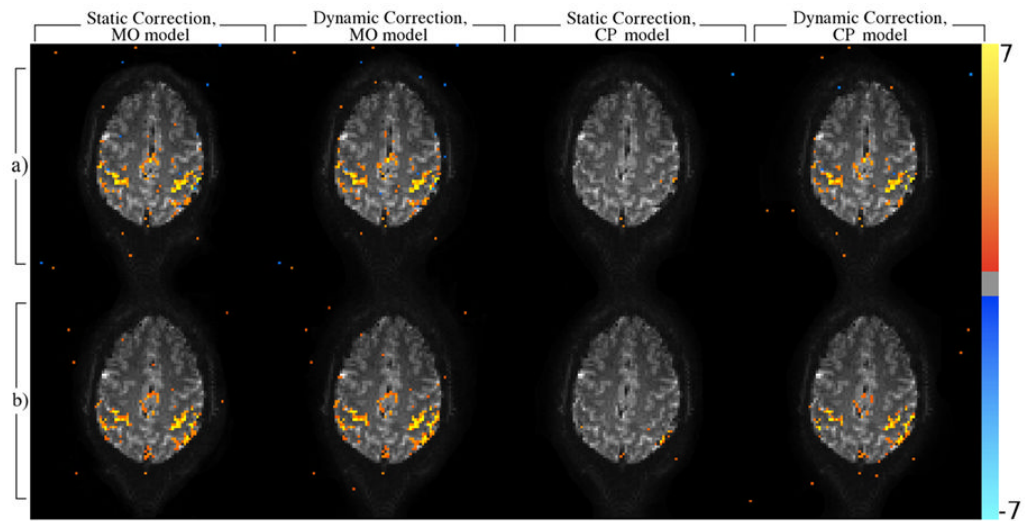 Static Correction,
MO model
Dynamic Correction,
MO model
Static Correction,
CP model
Dynamic Correction,
CP model
7
a)
b)
-7